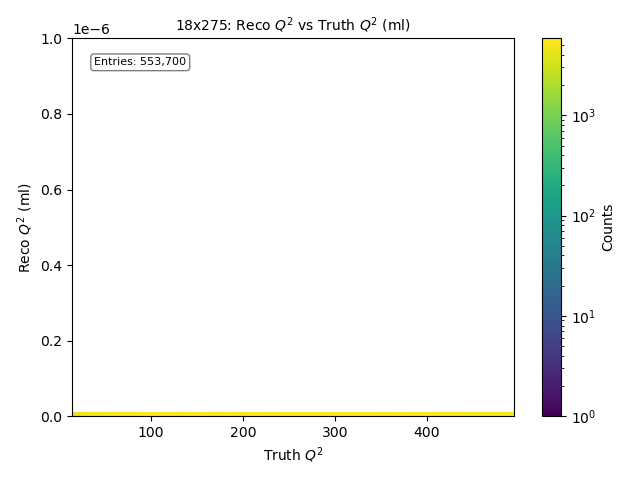 18x275: Reco $Q^2$ vs Truth $Q^2$ (ml)
1e−6
1.0
0.8
0.6
0.4
0.2
0.0
Reco $Q^2$ (ml)
Entries: 553,700
100
200
300
400
Truth $Q^2$
$10^3$
$10^2$
$10^1$
$10^0$
Counts